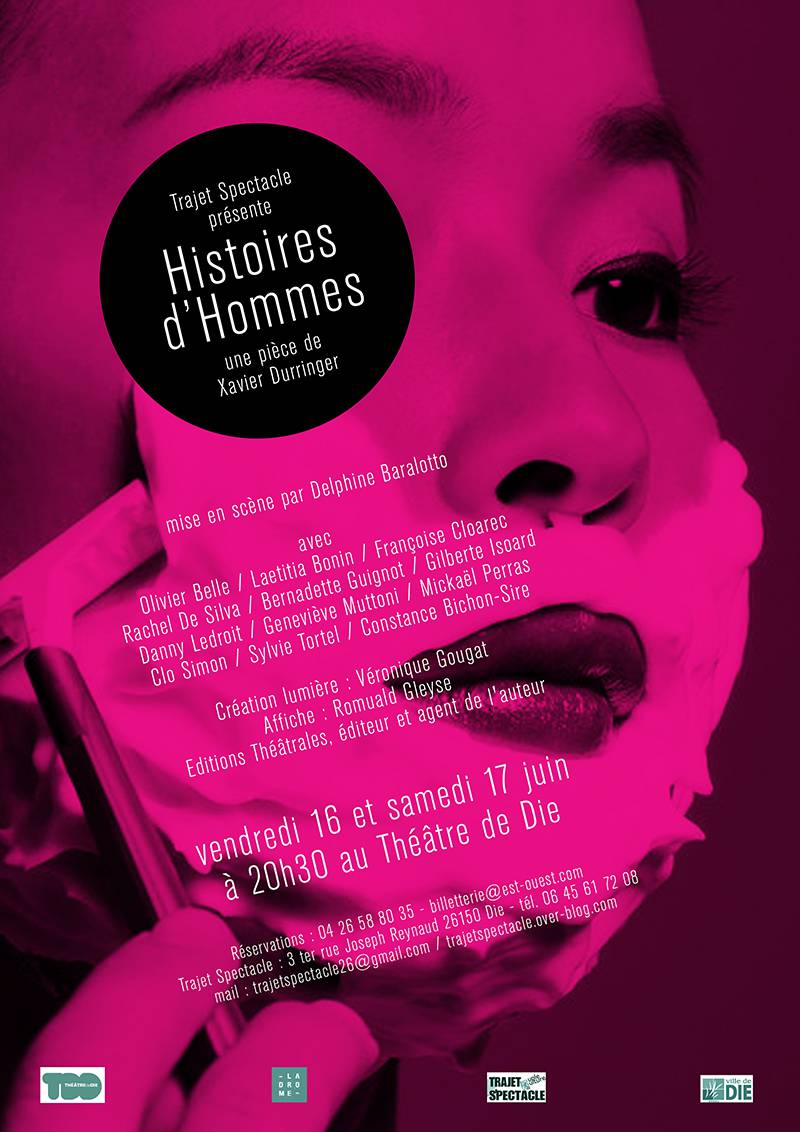 Trajet Spectacle
présente
Histoires
d'Hommes
une pièce de
Xavier Durringer
mise en scène par Delphine Baralotto
avec
Olivier Belle / Laetitia Bonin / Françoise Cloarec
Rachel De Silva / Bernadette Guignot / Gilberte Isoard
Danny Ledroit / Geneviève Muttoni / Mickaël Perras
Clo Simon / Sylvie Tortel / Constance Bichon-Sire
Création lumière : Véronique Gougat
Affiche : Romuald Gleyse
Editions Théâtrales, éditeur et agent de l'auteur
vendredi 16 et samedi 17 juin
à 20h30 au Théâtre de Die
Réservations : 04 26 58 80 35 - billetterie@est-ouest.com
Trajet Spectacle : 3 ter rue Joseph Reynaud 26150 Die - tél. 06 45 61 72 08
mail : trajetspectacle26@gmail.com / trajetspectacle.over-blog.com
TDD THÉÂTRE DE DIE
- LA
DRO
ME -
TRAJET
SPECTACLE
ville de
DIE